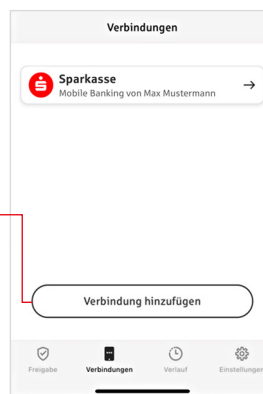 Verbindungen
Sparkasse
Mobile Banking von Max Mustermann
Verbindung hinzufügen
Freigabe
Verbindungen
Verlauf
Einstellungen